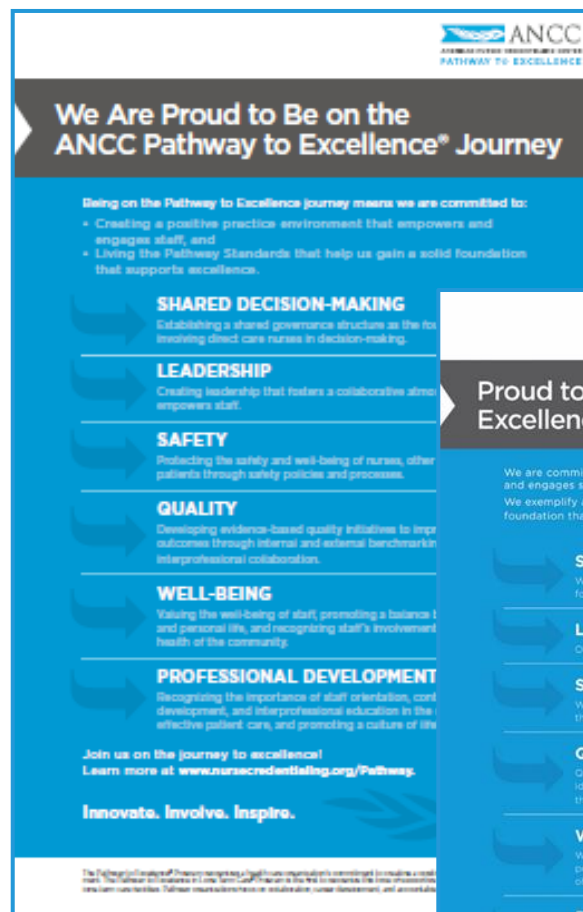 ANCC
PATHWAY TO EXCELLENCE
We Are Proud to Be on the
ANCC Pathway to Excellence® Journey
Being on the Pathway to Excellence journey means we are committed to:
• Creating a positive practice environment that empowers and
engages staff, and
• Living the Pathway Standards that help us gain a solid foundation
that supports excellence.
SHARED DECISION-MAKING
Establishing a shared governance structure as the fou
involving direct care nurses in decision-making.
LEADERSHIP
Creating leadership that fosters a collaborative atmo
empowers staff.
SAFETY
Protecting the safety and well-being of nurses, other
patients through safety policies and processes.
QUALITY
Developing evidence-based quality initiatives to impr
outcomes through internal and external benchmarkin
interprofessional collaboration.
WELL-BEING
Valuing the well-being of staff, promoting a balance b
and personal life, and recognizing staff's involvement
health of the community.
PROFESSIONAL DEVELOPMENT
Recognizing the importance of staff orientation, cont
development, and interprofessional education in the
effective patient care, and promoting a culture of life
Join us on the journey to excellence!
Learn more at www.nursecredentialing.org/Pathway.
Innovate. Involve. Inspire.
Proud to
Excellenc
We are commi
and engages s
We exemplify
foundation tha
S
W
L
S
W
W